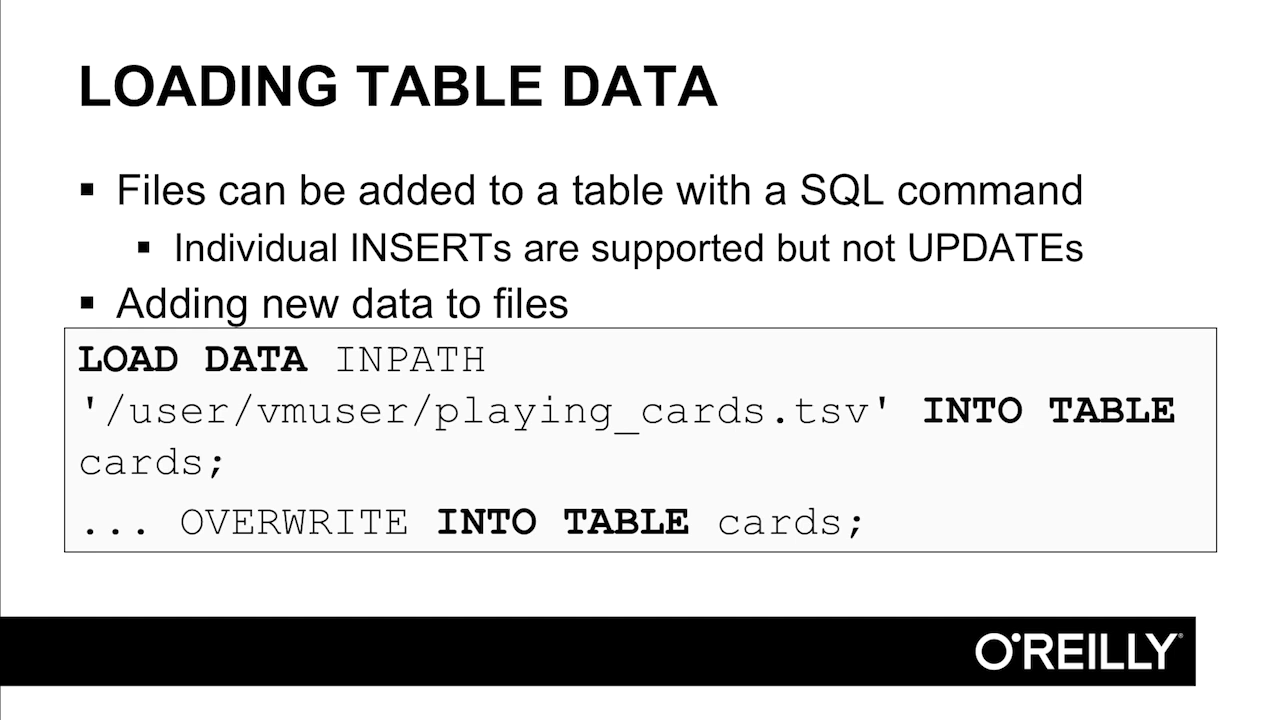 LOADING TABLE DATA
▪ Files can be added to a table with a SQL command
▪ Individual INSERTs are supported but not UPDATEs
▪ Adding new data to files
LOAD DATA INPATH
'/user/vmuser/playing_cards.tsv' INTO TABLE
cards;
... OVERWRITE INTO TABLE cards;
O'REILLY®